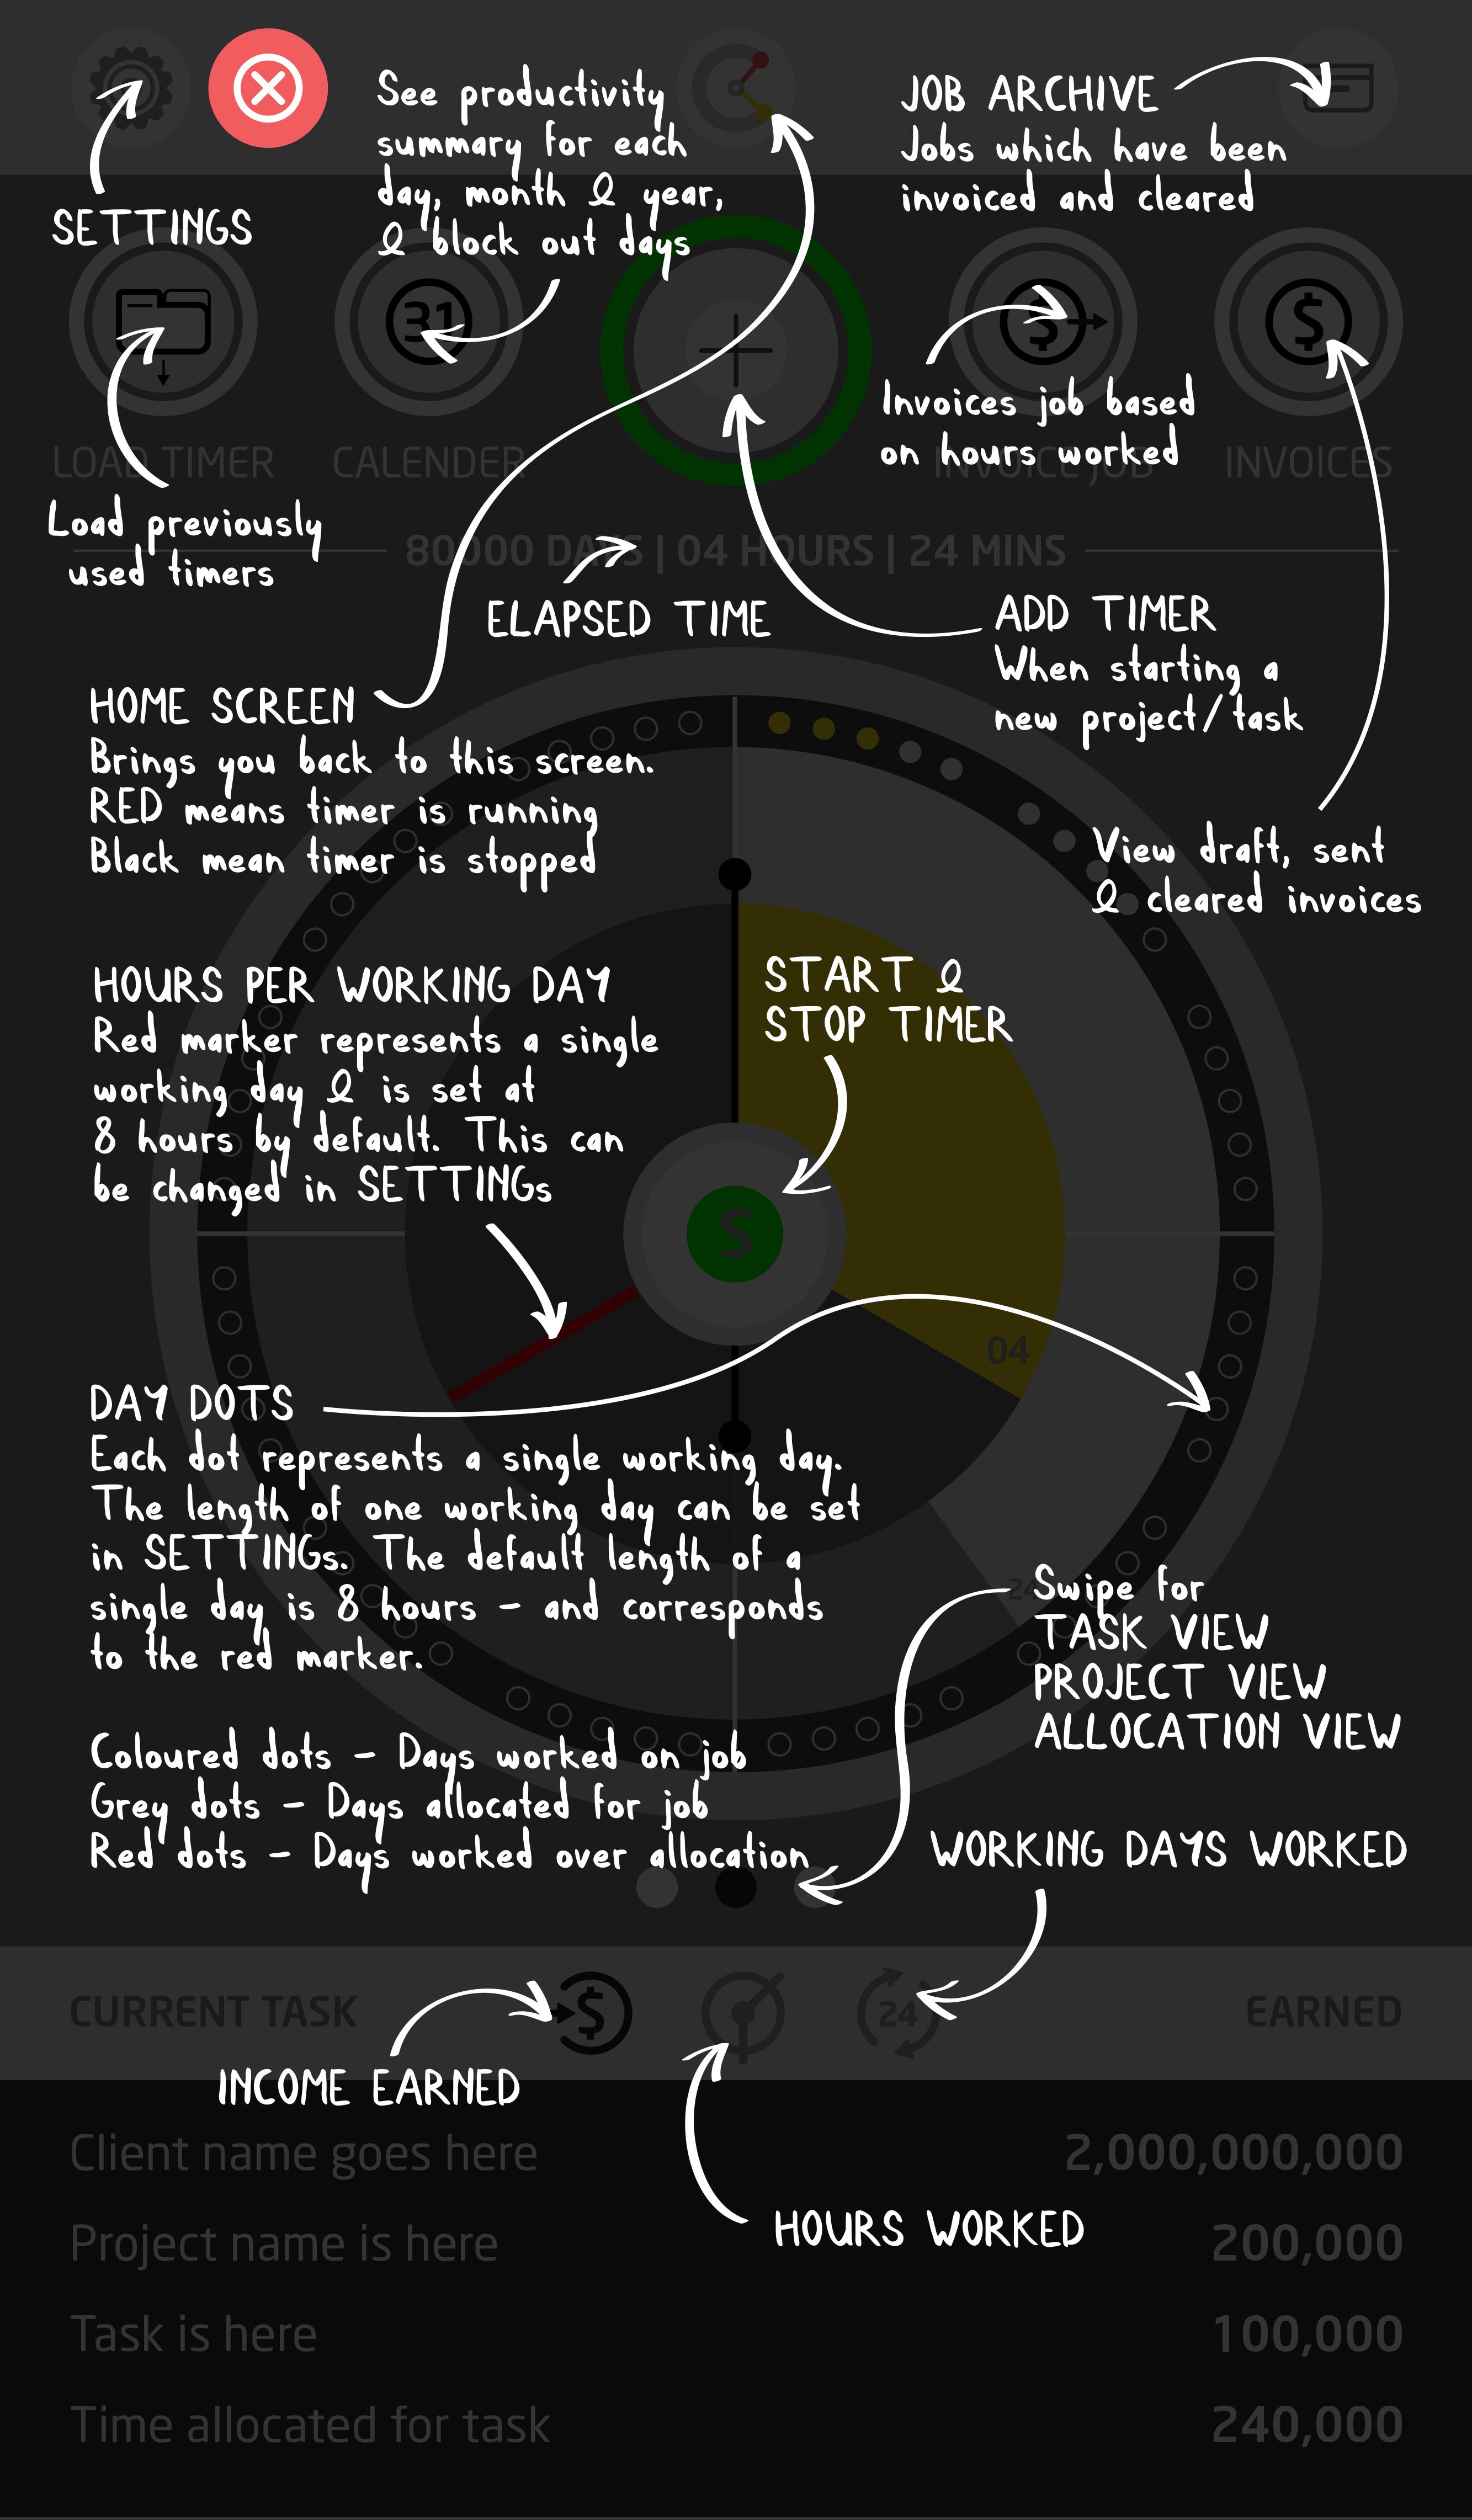 See productivity
summary for each
day, month & year,
& block out days
JOB ARCHIVE
Jobs which have been
invoiced and cleared
SETTINGS
31
$
$
Invoices job based
on hours worked
LOAD TIMER
CALENDER
INVOICE JOB
INVOICES
Load previously
used timers
80000 DAYS | 04 HOURS | 24 MINS
ELAPSED TIME
ADD TIMER
When starting a
new project/task
HOME SCREEN
Brings you back to this screen.
RED means timer is running
Black mean timer is stopped
View draft, sent
& cleared invoices
HOURS PER WORKING DAY
Red marker represents a single
working day & is set at
8 hours by default. This can
be changed in SETTINGs
START &
STOP TIMER
S
04
DAY DOTS
Each dot represents a single working day.
The length of one working day can be set
in SETTINGs. The default length of a
single day is 8 hours - and corresponds
to the red marker.
24
Swipe for
TASK VIEW
PROJECT VIEW
ALLOCATION VIEW
Coloured dots - Days worked on job
Grey dots - Days allocated for job
Red dots - Days worked over allocation
WORKING DAYS WORKED
CURRENT TASK
$
24
EARNED
INCOME EARNED
Client name goes here 2,000,000,000
HOURS WORKED
Project name is here 200,000
Task is here 100,000
Time allocated for task 240,000